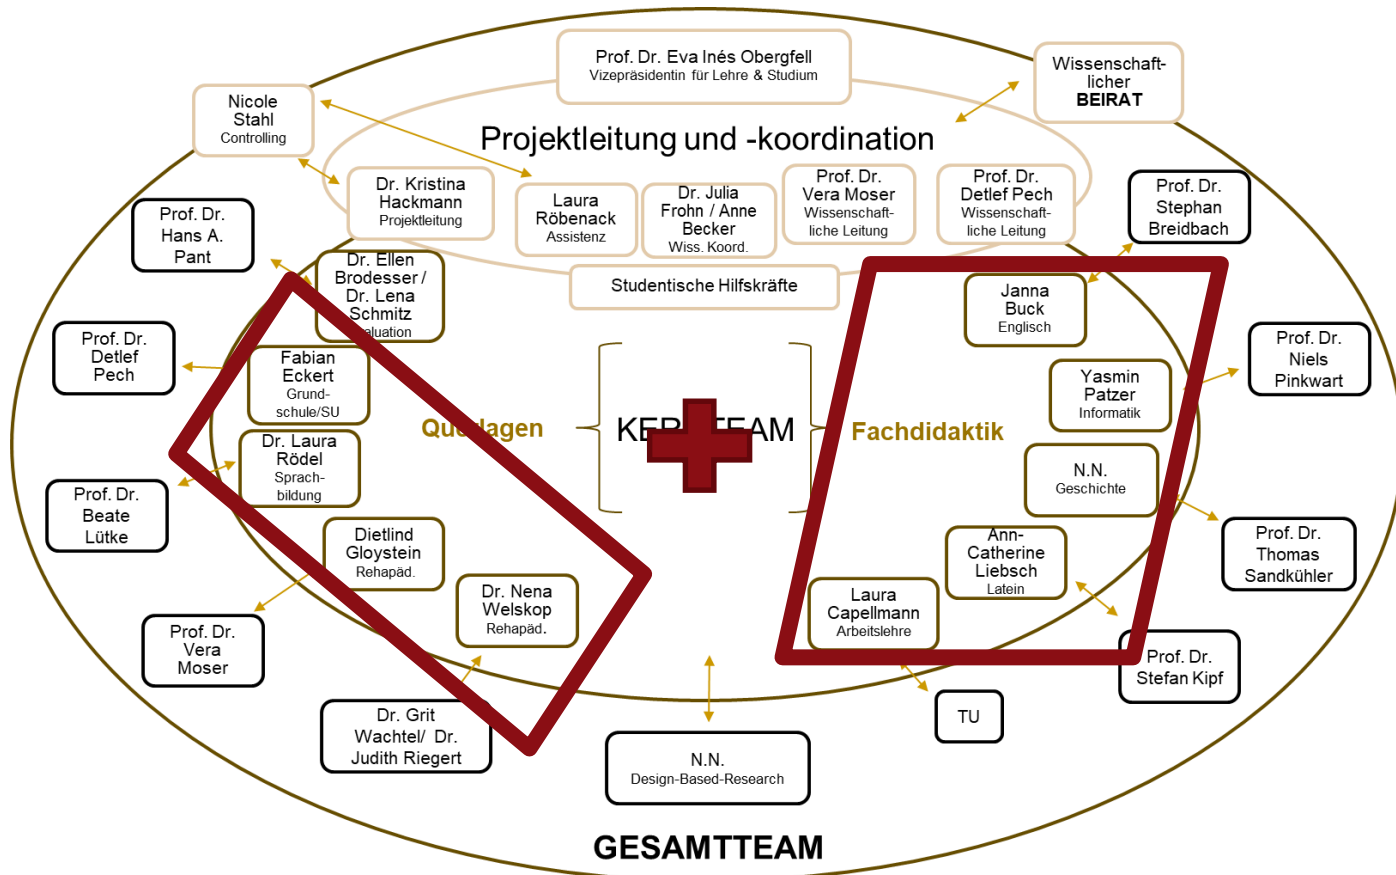 Prof. Dr. Eva Inés Obergfell
Vizepräsidentin für Lehre & Studium
Wissenschaft-
licher
BEIRAT
Nicole
Stahl
Controlling
Projektleitung und -koordination
Dr. Kristina
Hackmann
Projektleitung
Laura
Röbenack
Assistenz
Dr. Julia
Frohn / Anne
Becker
Wiss. Koord.
Prof. Dr.
Vera Moser
Wissenschaft-
liche Leitung
Prof. Dr.
Detlef Pech
Wissenschaft-
liche Leitung
Prof. Dr.
Stephan
Breidbach
Prof. Dr.
Hans A.
Pant
Dr. Ellen
Brodesser /
Dr. Lena
Schmitz
Studentische Hilfskräfte
Janna
Buck
Englisch
Prof. Dr.
Detlef
Pech
Fabian
Eckert
Grund-
schule/SU
Yasmin
Patzer
Informatik
Prof. Dr.
Niels
Pinkwart
Fachdidaktik
Dr. Laura
Rödel
Sprach-
bildung
N.N.
Geschichte
Prof. Dr.
Beate
Lütke
Dietlind
Gloystein
Rehapäd.
Ann-
Catherine
Liebsch
Latein
Prof. Dr.
Thomas
Sandkühler
Dr. Nena
Welskop
Rehapäd.
Laura
Capellmann
Arbeitslehre
Prof. Dr.
Vera
Moser
Prof. Dr.
Stefan Kipf
Dr. Grit
Wachtel/ Dr.
Judith Riegert
TU
N.N.
Design-Based-Research
GESAMTTEAM